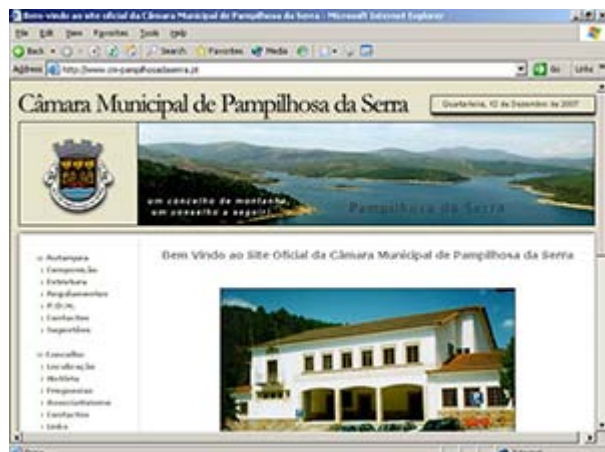 Bem-vindo ao site oficial da Câmara Municipal de Pampilhosa da Serra - Microsoft Internet Explorer
File Edit View Favorites Tools Help
Back Search Favorites Media
Address http://www.cm-pampilhosadaserra.pt Go Links
Câmara Municipal de Pampilhosa da Serra
Quarta-feira, 12 de Dezembro de 2007
um concelho de montanha,
um conselho a seguir!
Pampilhosa da Serra
Bem Vindo ao Site Oficial da Câmara Municipal de Pampilhosa da Serra
Autarquia
Composição
Estrutura
Regulamentos
P.D.M.
Contactos
Sugestões
Concelho
Localização
História
Freguesias
Associativismo
Contactos
Links